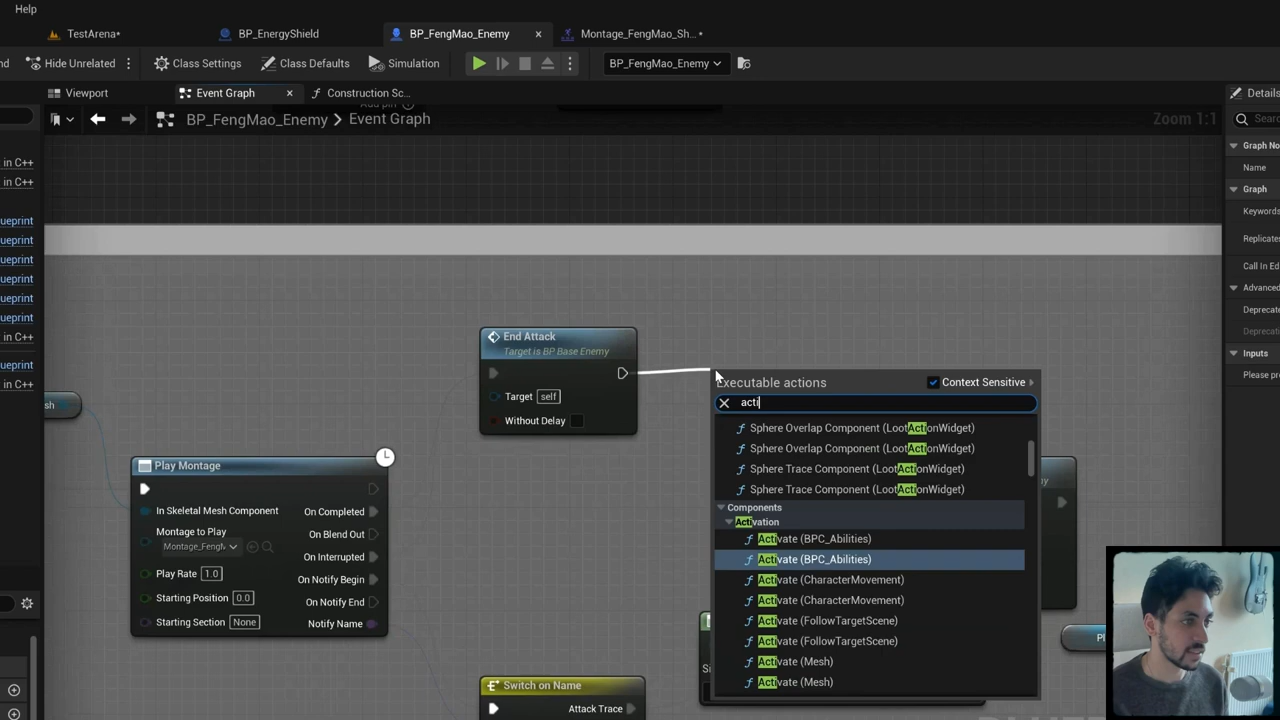 Help
TestArena*
BP_EnergyShield
BP_FengMao_Enemy
Montage_FengMao_Sh...*
Hide Unrelated
Class Settings
Class Defaults
Simulation
BP_FengMao_Enemy
Viewport
Event Graph
Construction Sc...
Details
BP_FengMao_Enemy > Event Graph
Zoom 1:1
Graph No
Name
Graph
Keywords
Replicate
Call In Ed
Advanced
Deprecate
Deprecate
Inputs
Please pre
in C++
in C++
ueprint
ueprint
ueprint
ueprint
ueprint
ueprint
in C++
ueprint
in C++
End Attack
Target is BP Base Enemy
Target self
Without Delay
Executable actions
Context Sensitive
acti
Sphere Overlap Component (LootActionWidget)
Sphere Overlap Component (LootActionWidget)
Sphere Trace Component (LootActionWidget)
Sphere Trace Component (LootActionWidget)
Components
Activation
Activate (BPC_Abilities)
Activate (BPC_Abilities)
Activate (CharacterMovement)
Activate (CharacterMovement)
Activate (FollowTargetScene)
Activate (FollowTargetScene)
Activate (Mesh)
Activate (Mesh)
sh
Play Montage
In Skeletal Mesh Component
On Completed
Montage to Play
On Blend Out
Montage_FengM
On Interrupted
Play Rate 1.0
On Notify Begin
Starting Position 0.0
On Notify End
Starting Section None
Notify Name
Switch on Name
Attack Trace